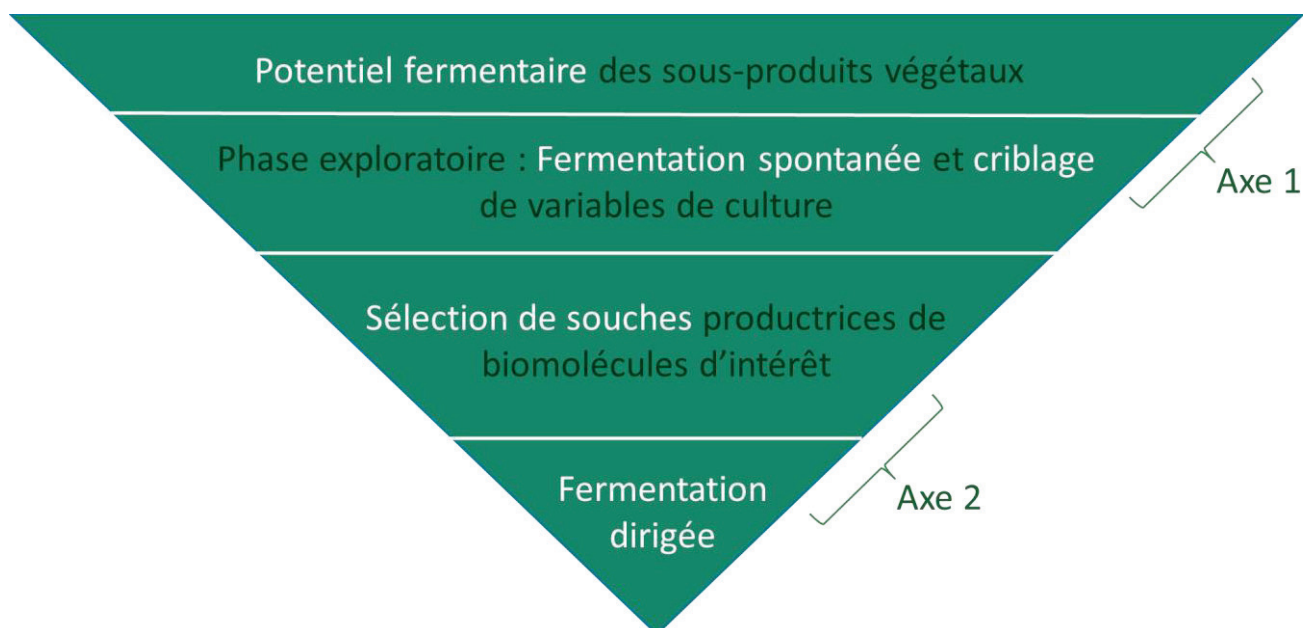 Potentiel fermentaire des sous-produits végétaux
Phase exploratoire : Fermentation spontanée et criblage
de variables de culture
Axe 1
Sélection de souches productrices de
biomolécules d'intérêt
Fermentation
dirigée
Axe 2